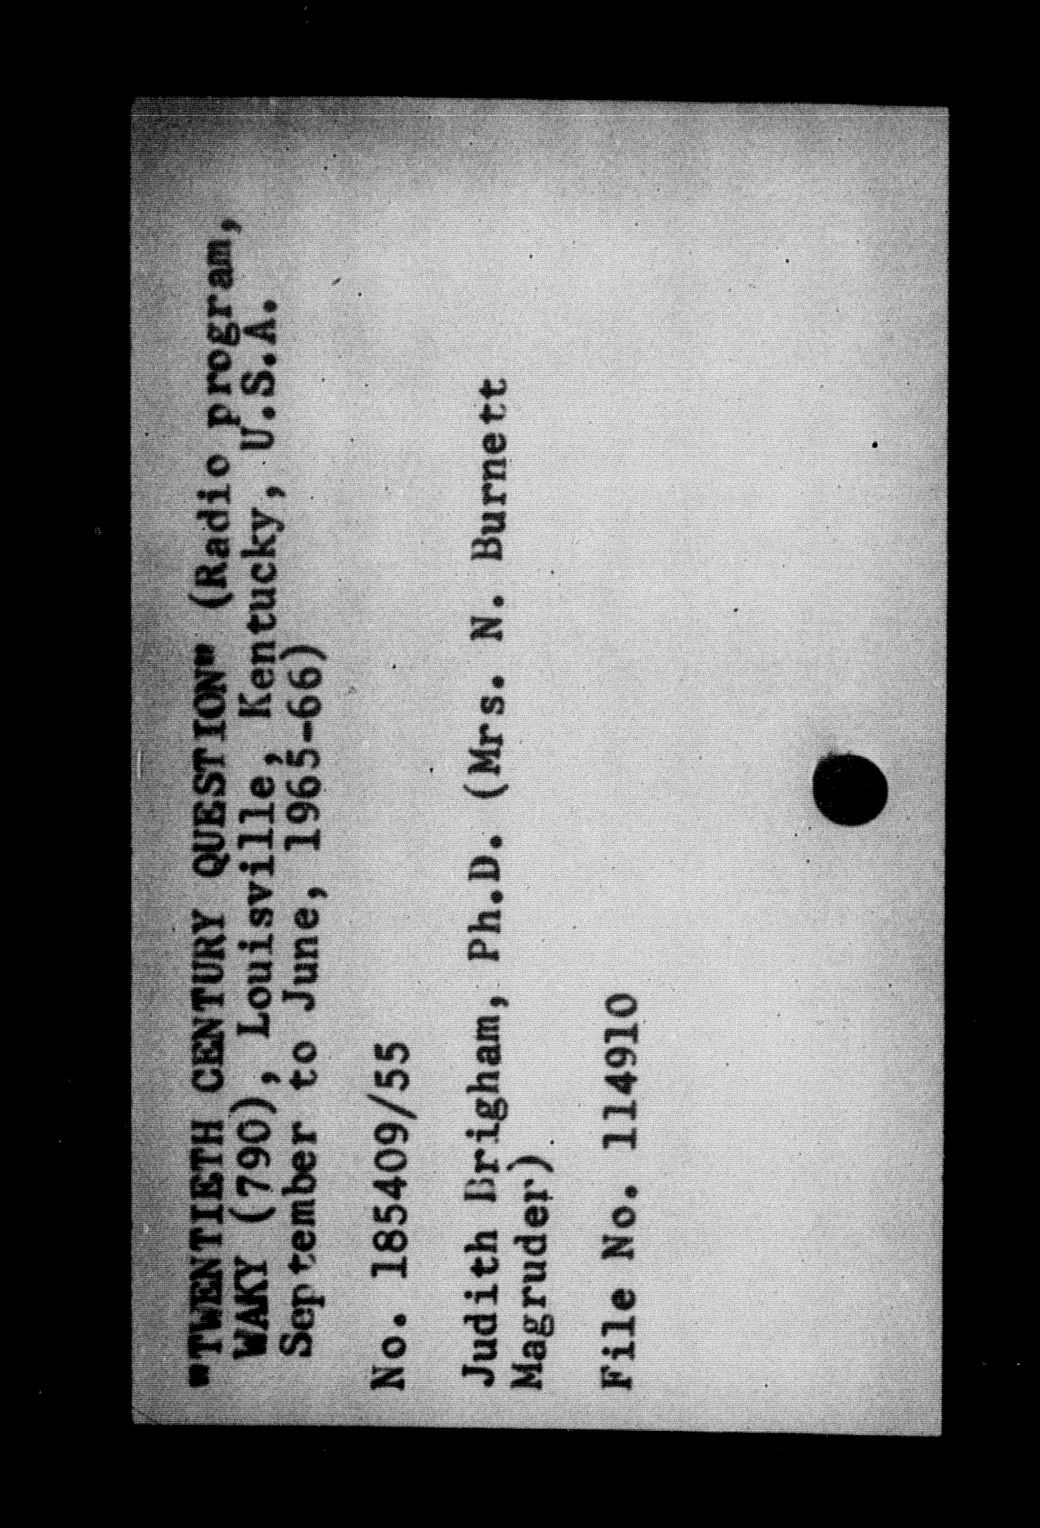 "TWENTIETH CENTURY QUESTION" (Radio program,
WAKY (790), Louisville, Kentucky, U.S.A.
September to June, 1965-66)
No. 185409/55
Judith Brigham, Ph.D. (Mrs. N. Burnett
Magruder)
File No. 114910